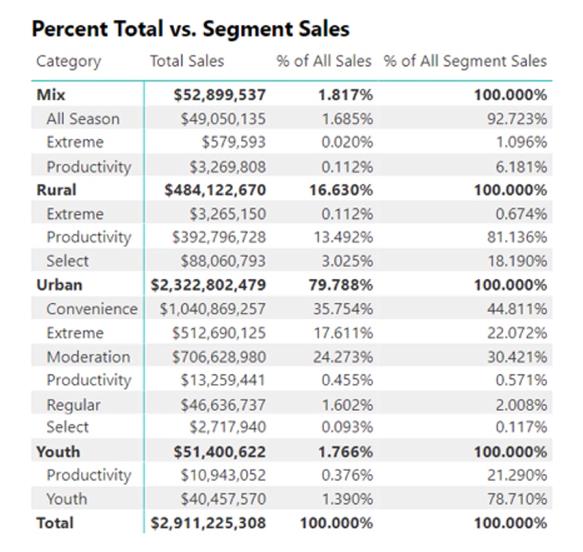 Percent Total vs. Segment Sales
Category Total Sales % of All Sales % of All Segment Sales
Mix $52,899,537 1.817% 100.000%
All Season $49,050,135 1.685% 92.723%
Extreme $579,593 0.020% 1.096%
Productivity $3,269,808 0.112% 6.181%
Rural $484,122,670 16.630% 100.000%
Extreme $3,265,150 0.112% 0.674%
Productivity $392,796,728 13.492% 81.136%
Select $88,060,793 3.025% 18.190%
Urban $2,322,802,479 79.788% 100.000%
Convenience $1,040,869,257 35.754% 44.811%
Extreme $512,690,125 17.611% 22.072%
Moderation $706,628,980 24.273% 30.421%
Productivity $13,259,441 0.455% 0.571%
Regular $46,636,737 1.602% 2.008%
Select $2,717,940 0.093% 0.117%
Youth $51,400,622 1.766% 100.000%
Productivity $10,943,052 0.376% 21.290%
Youth $40,457,570 1.390% 78.710%
Total $2,911,225,308 100.000% 100.000%